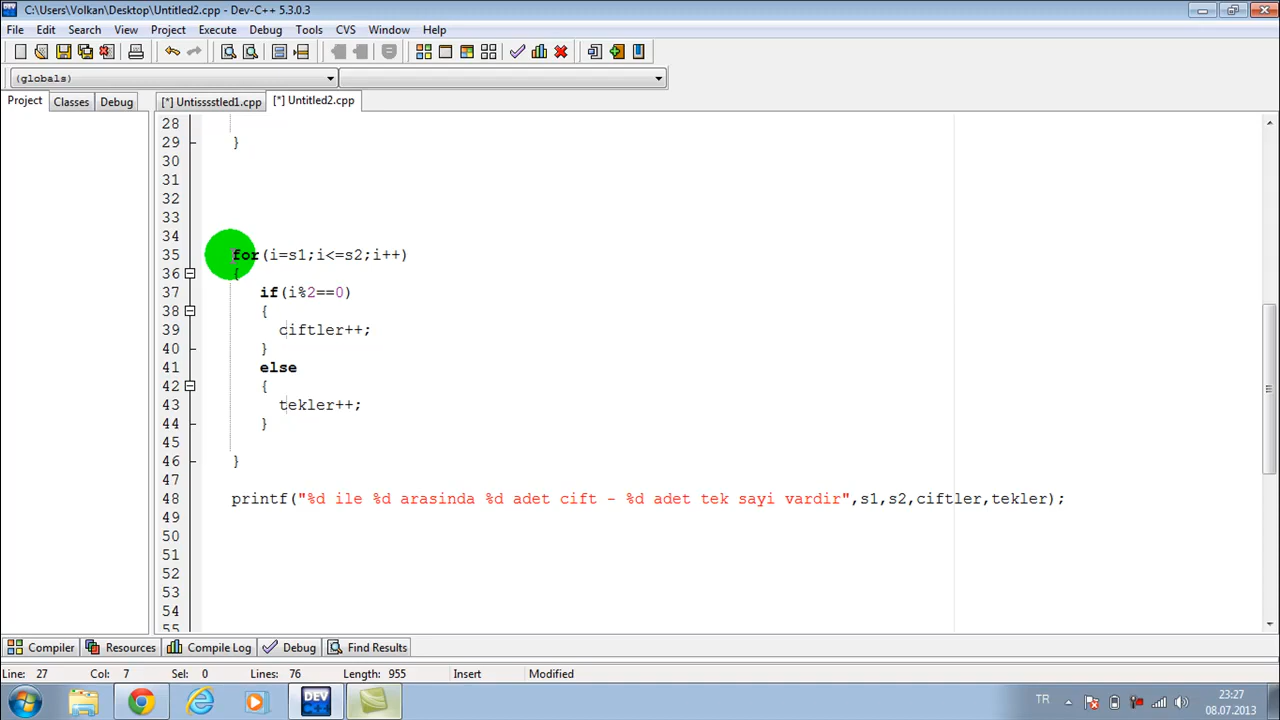 C:\Users\Volkan\Desktop\Untitled2.cpp - Dev-C++ 5.3.0.3
File Edit Search View Project Execute Debug Tools CVS Window Help
(globals)
Project Classes Debug [*] Untisssstled1.cpp [*] Untitled2.cpp
28
29 }
30
31
32
33
34
35 for(i=s1;i<=s2;i++)
36 {
37 if(i%2==0)
38 {
39 ciftler++;
40 }
41 else
42 {
43 tekler++;
44 }
45
46 }
47
48 printf("%d ile %d arasinda %d adet cift - %d adet tek sayi vardir",s1,s2,ciftler,tekler);
49
50
51
52
53
54
55
Compiler Resources Compile Log Debug Find Results
Line: 27 Col: 7 Sel: 0 Lines: 76 Length: 955 Insert Modified
DEV C++ TR 23:27
08.07.2013